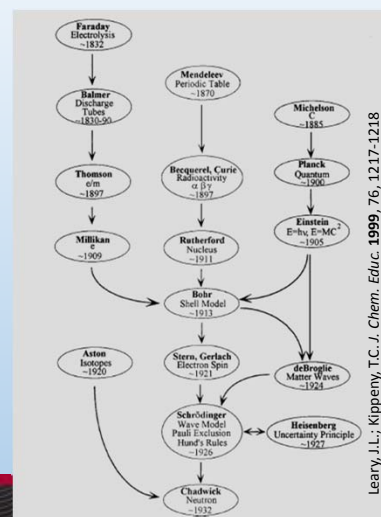 Faraday
Electrolysis
~1832
Mendeleev
Periodic Table
~1870
Balmer
Discharge
Tubes
~1830-90
Michelson
C
~1885
Thomson
e/m
~1897
Becquerel, Curie
Radioactivity
α β γ
~1897
Planck
Quantum
~1900
Millikan
e
~1909
Rutherford
Nucleus
~1911
Einstein
E=hν, E=MC²
~1905
Bohr
Shell Model
~1913
Aston
Isotopes
~1920
Stern, Gerlach
Electron Spin
~1921
deBroglie
Matter Waves
~1924
Schrödinger
Wave Model
Pauli Exclusion
Hund's Rules
~1926
Heisenberg
Uncertainty Principle
~1927
Chadwick
Neutron
~1932
Leary, J.L.; Kippeny, T.C. J. Chem. Educ. 1999, 76, 1217-1218